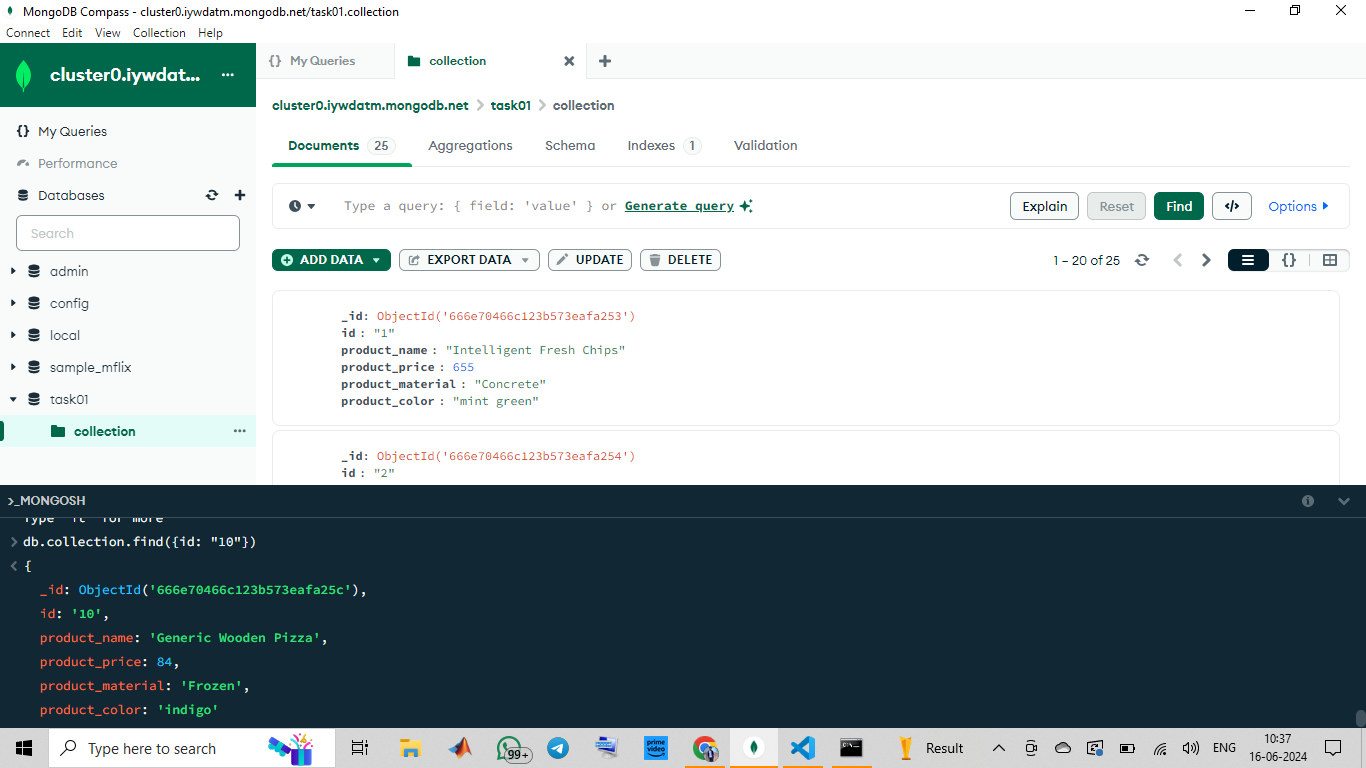 MongoDB Compass - cluster0.iywdatm.mongodb.net/task01.collection
Connect Edit View Collection Help
cluster0.iywdat... ...
{} My Queries
Performance
Databases
Search
admin
config
local
sample_mflix
task01
collection ...
{} My Queries
collection
cluster0.iywdatm.mongodb.net > task01 > collection
Documents 25 Aggregations Schema Indexes 1 Validation
Type a query: { field: 'value' } or Generate query
Explain Reset Find </> Options
ADD DATA EXPORT DATA UPDATE DELETE
1 – 20 of 25 {}
_id: ObjectId('666e70466c123b573eafa253')
id : "1"
product_name : "Intelligent Fresh Chips"
product_price : 655
product_material : "Concrete"
product_color : "mint green"
_id: ObjectId('666e70466c123b573eafa254')
id : "2"
>_MONGOSH
Type "it" for more
> db.collection.find({id: "10"})
< {
_id: ObjectId('666e70466c123b573eafa25c'),
id: '10',
product_name: 'Generic Wooden Pizza',
product_price: 84,
product_material: 'Frozen',
product_color: 'indigo'
Type here to search
99+
prime video
Result
ENG
10:37
16-06-2024